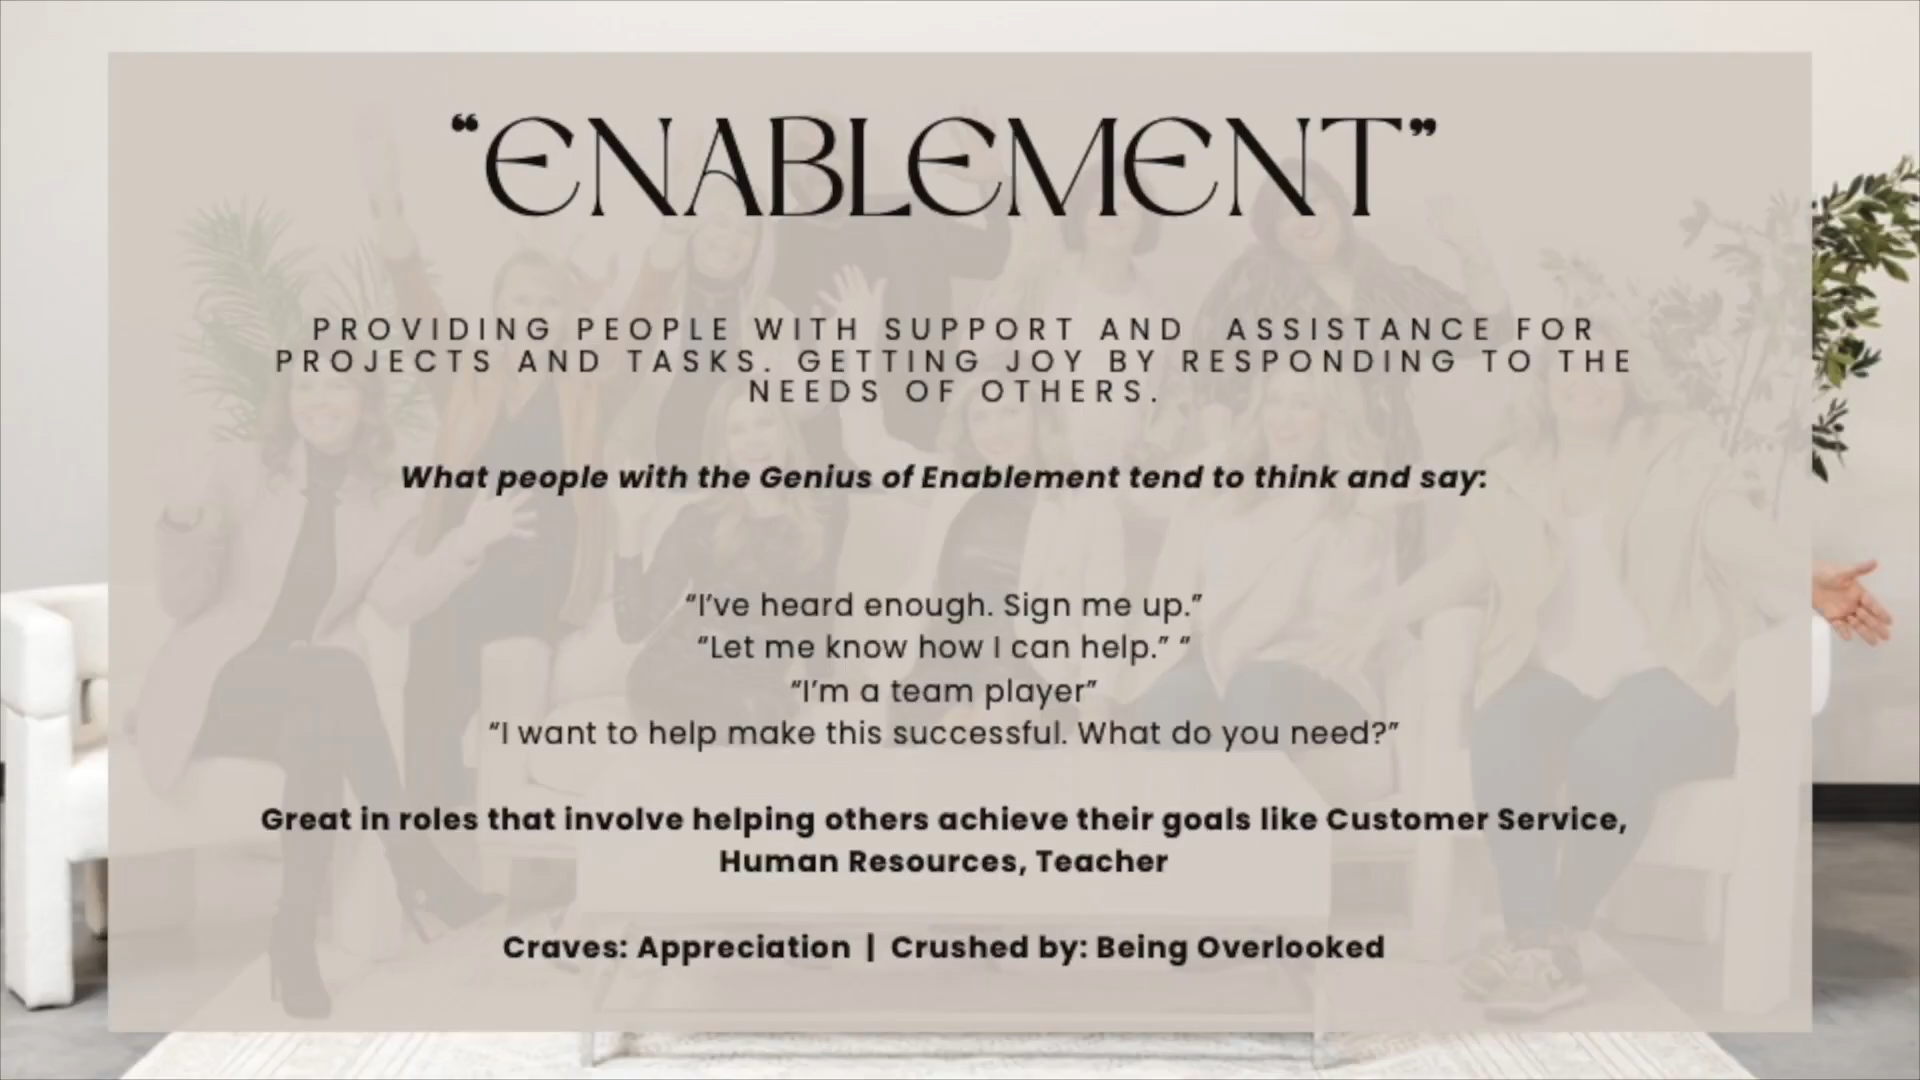 “ENABLEMENT”
PROVIDING PEOPLE WITH SUPPORT AND ASSISTANCE FOR
PROJECTS AND TASKS. GETTING JOY BY RESPONDING TO THE
NEEDS OF OTHERS.
What people with the Genius of Enablement tend to think and say:
“I’ve heard enough. Sign me up.”
“Let me know how I can help.” “
“I’m a team player”
“I want to help make this successful. What do you need?”
Great in roles that involve helping others achieve their goals like Customer Service,
Human Resources, Teacher
Craves: Appreciation | Crushed by: Being Overlooked